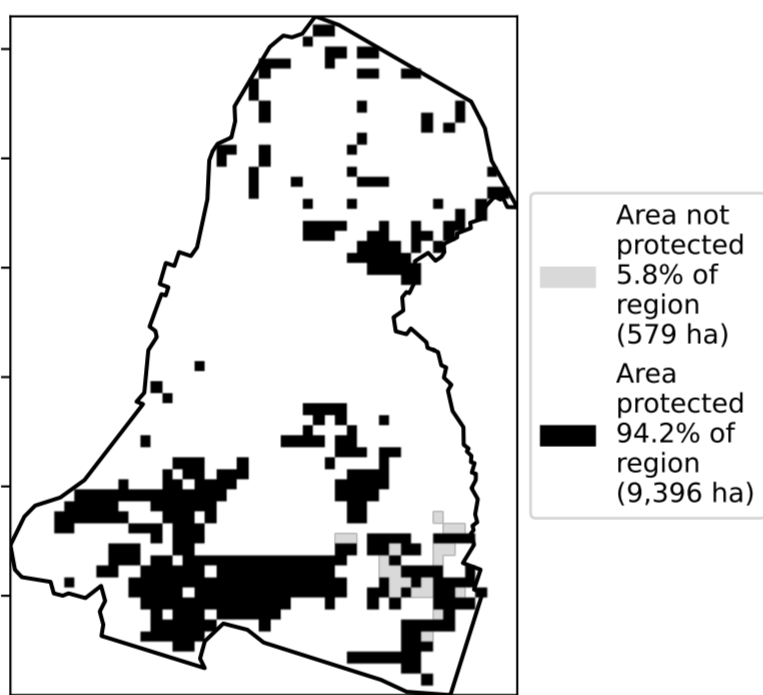 Area not
protected
5.8% of
region
(579 ha)
Area
protected
94.2% of
region
(9,396 ha)